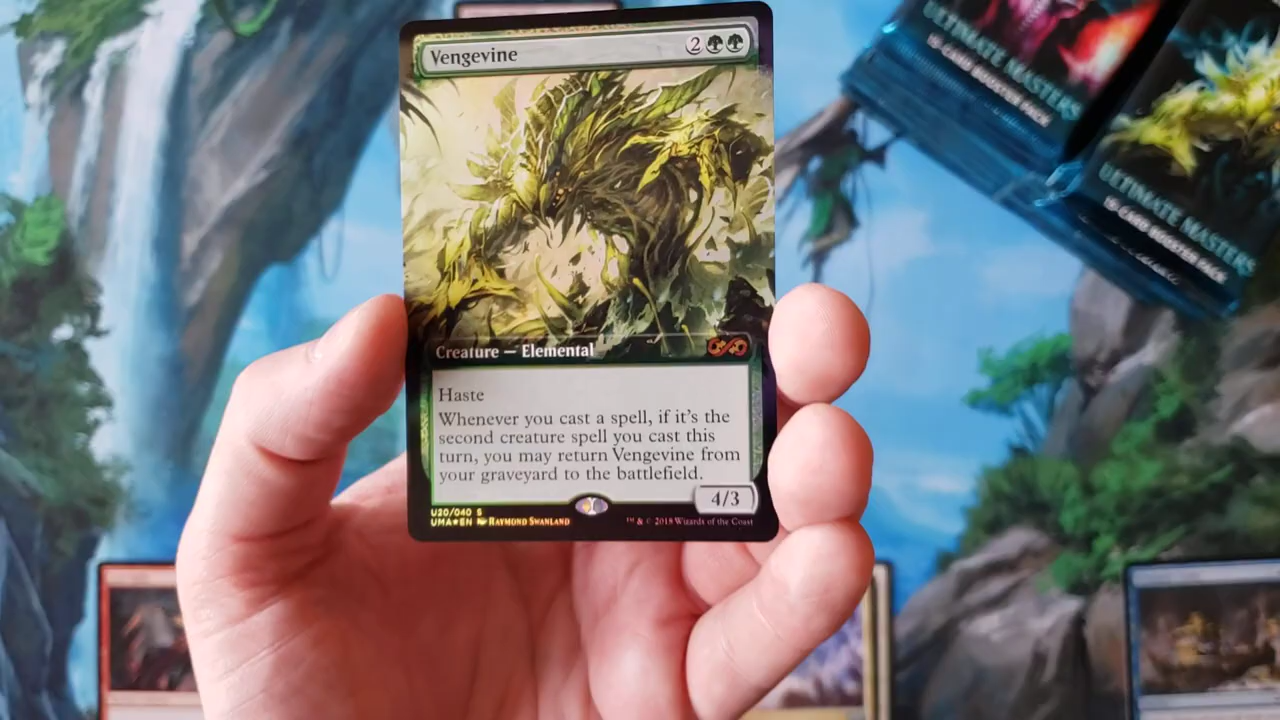 Vengevine
2
Creature — Elemental
Haste
Whenever you cast a spell, if it's the
second creature spell you cast this
turn, you may return Vengevine from
your graveyard to the battlefield.
4/3
U20/040 S
UMA★EN Raymond Swanland
™ & © 2018 Wizards of the Coast
ULTIMATE MASTERS
15-CARD BOOSTER PACK
ULTIMATE MASTERS
15-CARD BOOSTER PACK